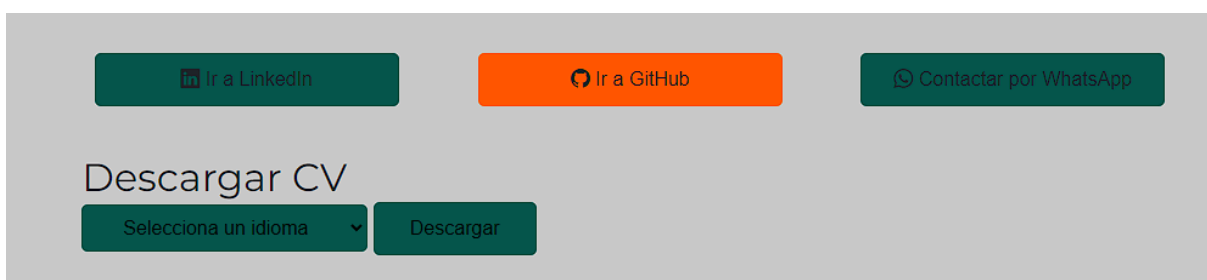 Ir a LinkedIn
Ir a GitHub
Contactar por WhatsApp
Descargar CV
Selecciona un idioma
Descargar